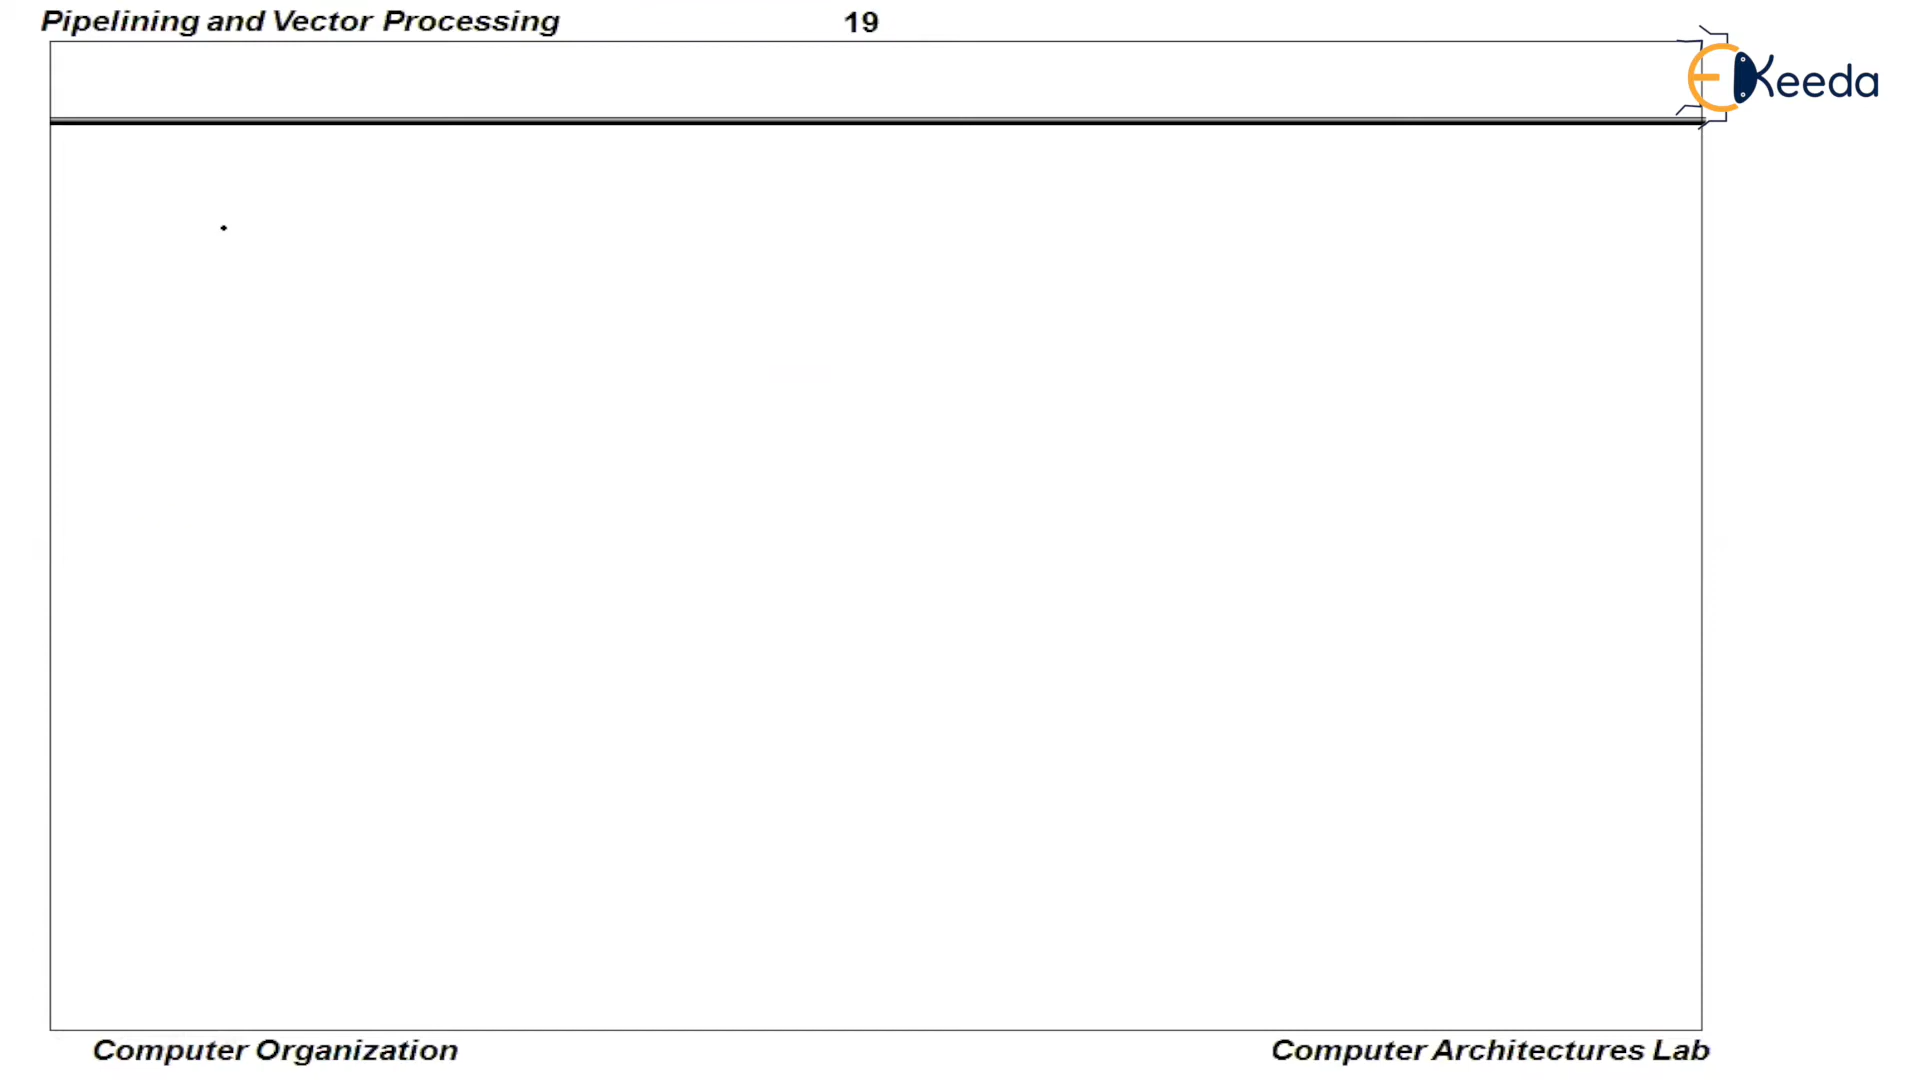 Pipelining and Vector Processing 19
EKeeda
Computer Organization Computer Architectures Lab